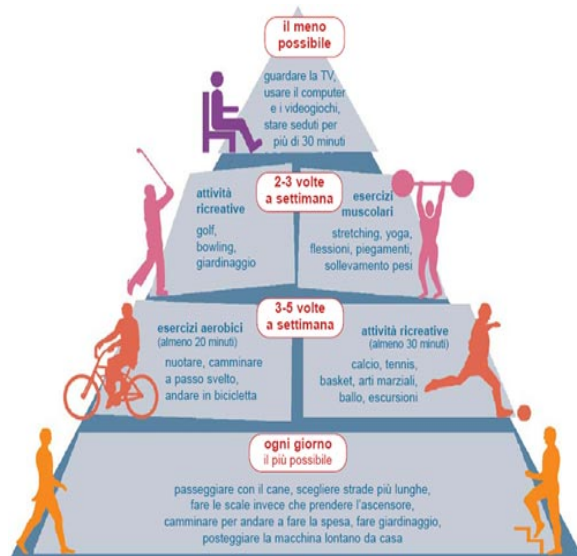 il meno
possibile
guardare la TV,
usare il computer
e i videogiochi,
stare seduti per
più di 30 minuti
2-3 volte
a settimana
attività
ricreative
golf,
bowling,
giardinaggio
esercizi
muscolari
stretching, yoga,
flessioni, piegamenti,
sollevamento pesi
3-5 volte
a settimana
esercizi aerobici
(almeno 20 minuti)
nuotare, camminare
a passo svelto,
andare in bicicletta
attività ricreative
(almeno 30 minuti)
calcio, tennis,
basket, arti marziali,
ballo, escursioni
ogni giorno
il più possibile
passeggiare con il cane, scegliere strade più lunghe,
fare le scale invece che prendere l'ascensore,
camminare per andare a fare la spesa, fare giardinaggio,
posteggiare la macchina lontano da casa